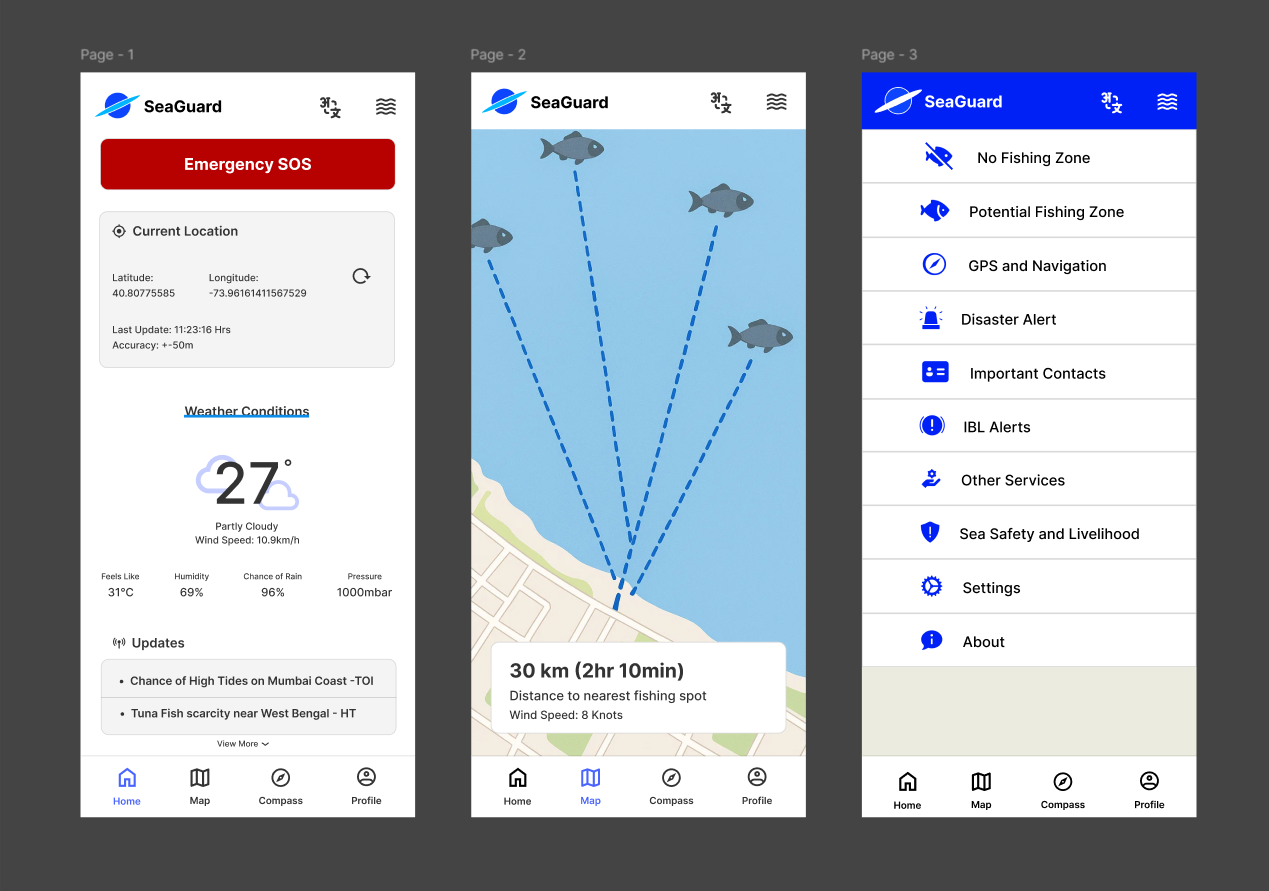 Page - 1
SeaGuard
अ 文
Emergency SOS
Current Location
Latitude:
40.80775585
Longitude:
-73.96161411567529
Last Update: 11:23:16 Hrs
Accuracy: +-50m
Weather Conditions
27°
Partly Cloudy
Wind Speed: 10.9km/h
Feels Like
31°C
Humidity
69%
Chance of Rain
96%
Pressure
1000mbar
Updates
• Chance of High Tides on Mumbai Coast -TOI
• Tuna Fish scarcity near West Bengal - HT
View More
Home
Map
Compass
Profile
Page - 2
SeaGuard
अ 文
30 km (2hr 10min)
Distance to nearest fishing spot
Wind Speed: 8 Knots
Home
Map
Compass
Profile
Page - 3
SeaGuard
अ 文
No Fishing Zone
Potential Fishing Zone
GPS and Navigation
Disaster Alert
Important Contacts
IBL Alerts
Other Services
Sea Safety and Livelihood
Settings
About
Home
Map
Compass
Profile